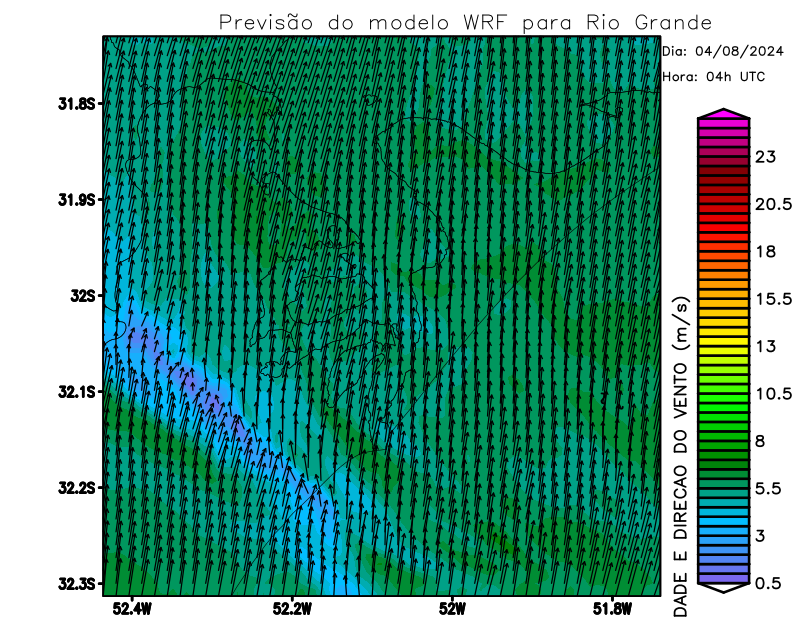 Previsão do modelo WRF para Rio Grande
Dia: 04/08/2024
Hora: 04h UTC
31.8S
31.9S
32S
32.1S
32.2S
32.3S
52.4W
52.2W
52W
51.8W
23
20.5
18
15.5
13
10.5
8
5.5
3
0.5
DADE E DIRECAO DO VENTO (m/s)